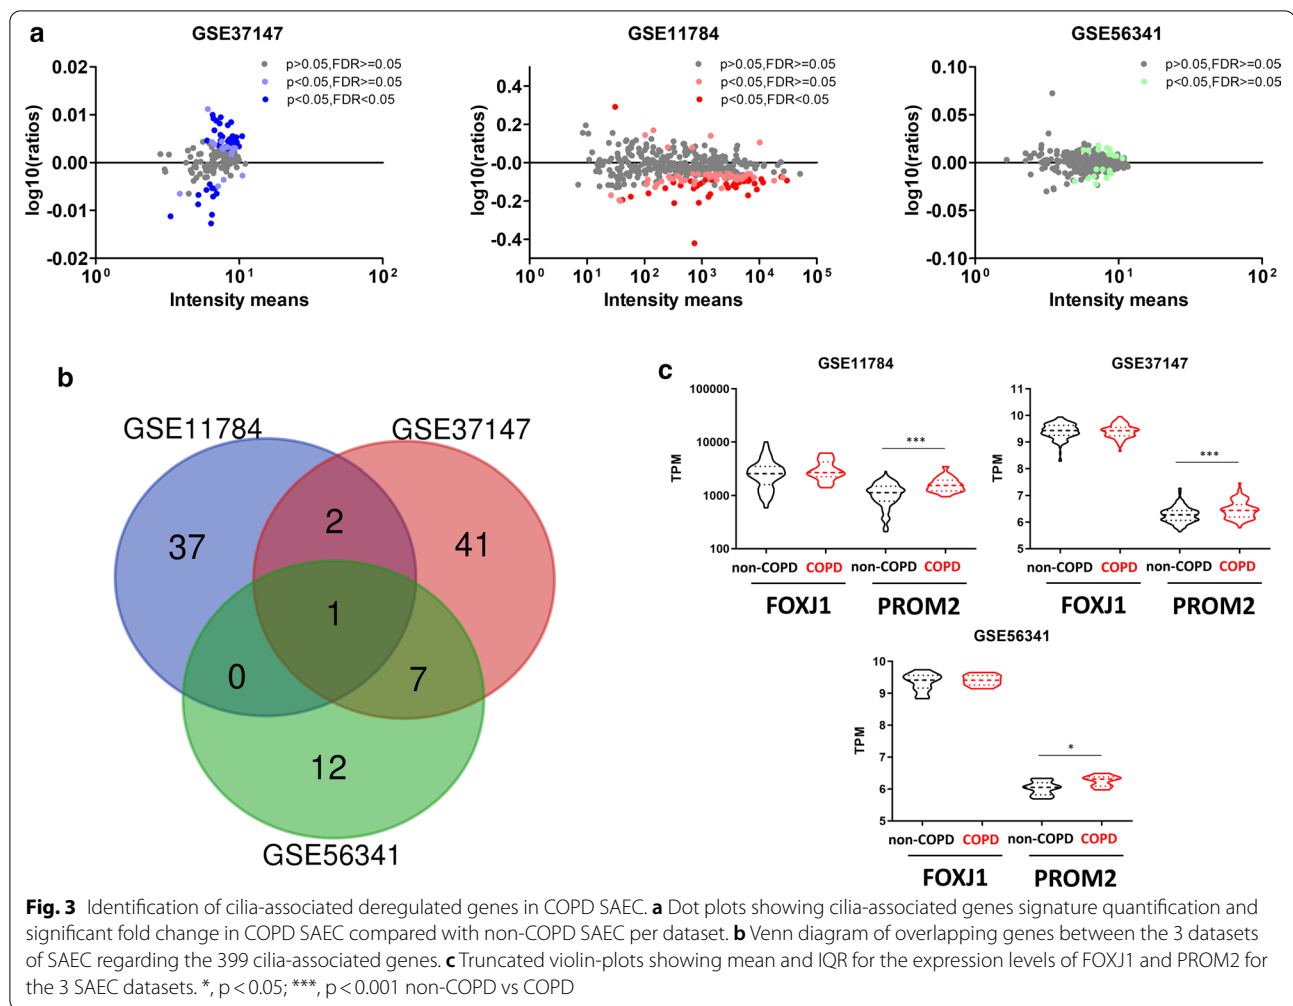 a
GSE37147
p>0.05,FDR>=0.05
p<0.05,FDR>=0.05
p<0.05,FDR<0.05
log10(ratios)
0.02
0.01
0.00
-0.01
-0.02
10⁰ 10¹ 10²
Intensity means
GSE11784
p>0.05,FDR>=0.05
p<0.05,FDR>=0.05
p<0.05,FDR<0.05
log10(ratios)
0.4
0.2
-0.0
-0.2
-0.4
10⁰ 10¹ 10² 10³ 10⁴ 10⁵
Intensity means
GSE56341
p>0.05,FDR>=0.05
p<0.05,FDR>=0.05
log10(ratios)
0.10
0.05
0.00
-0.05
-0.10
10⁰ 10¹ 10²
Intensity means
b
GSE11784 GSE37147
2
37 41
1
0 7
12
GSE56341
c
GSE11784
TPM
100000
10000
1000
100
***
non-COPD COPD non-COPD COPD
FOXJ1 PROM2
GSE37147
TPM
11
10
9
8
7
6
5
***
non-COPD COPD non-COPD COPD
FOXJ1 PROM2
GSE56341
TPM
10
9
8
7
6
5
*
non-COPD COPD non-COPD COPD
FOXJ1 PROM2
Fig. 3 Identification of cilia-associated deregulated genes in COPD SAEC. a Dot plots showing cilia-associated genes signature quantification and
significant fold change in COPD SAEC compared with non-COPD SAEC per dataset. b Venn diagram of overlapping genes between the 3 datasets
of SAEC regarding the 399 cilia-associated genes. c Truncated violin-plots showing mean and IQR for the expression levels of FOXJ1 and PROM2 for
the 3 SAEC datasets. *, p < 0.05; ***, p < 0.001 non-COPD vs COPD